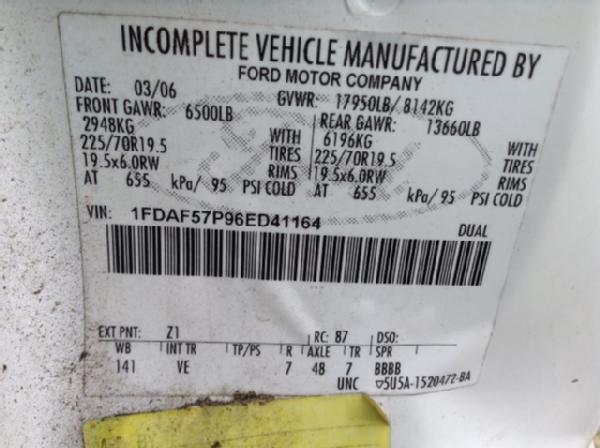 INCOMPLETE VEHICLE MANUFACTURED BY
FORD MOTOR COMPANY
DATE: 03/06 GVWR: 17950LB/ 8142KG
FRONT GAWR: 6500LB REAR GAWR: 13660LB
2948KG WITH 6196KG WITH
225/70R19.5 TIRES 225/70R19.5 TIRES
19.5x6.0RW RIMS 19.5x6.0RW RIMS
AT 655 kPa/ 95 PSI COLD AT 655 kPa/ 95 PSI COLD
VIN: 1FDAF57P96ED41164 DUAL
EXT PNT: Z1 RC: 87 DSO:
WB INT TR TP/PS R AXLE TR SPR
141 VE 7 48 7 BBBB
UNC 5U5A-1520472-BA